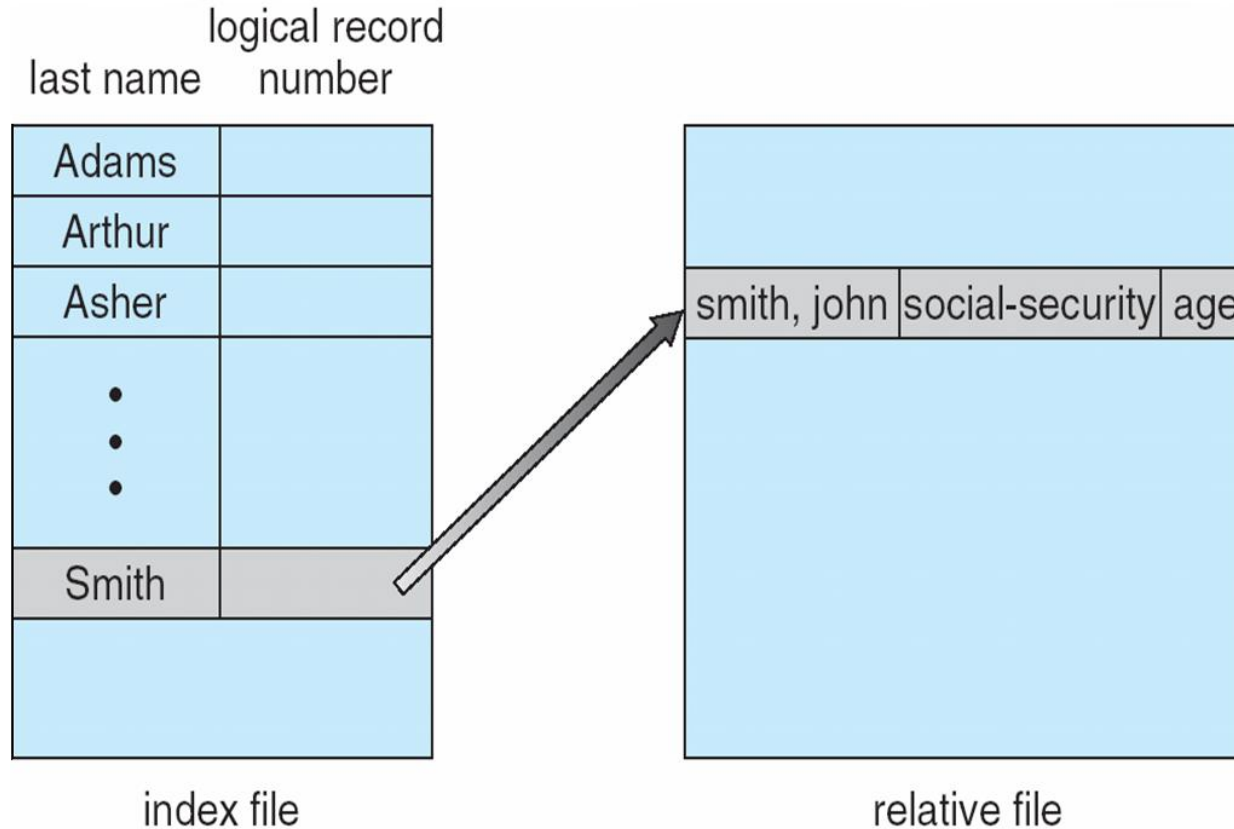 logical record
last name number
Adams
Arthur
Asher
smith, john social-security age
Smith
index file relative file